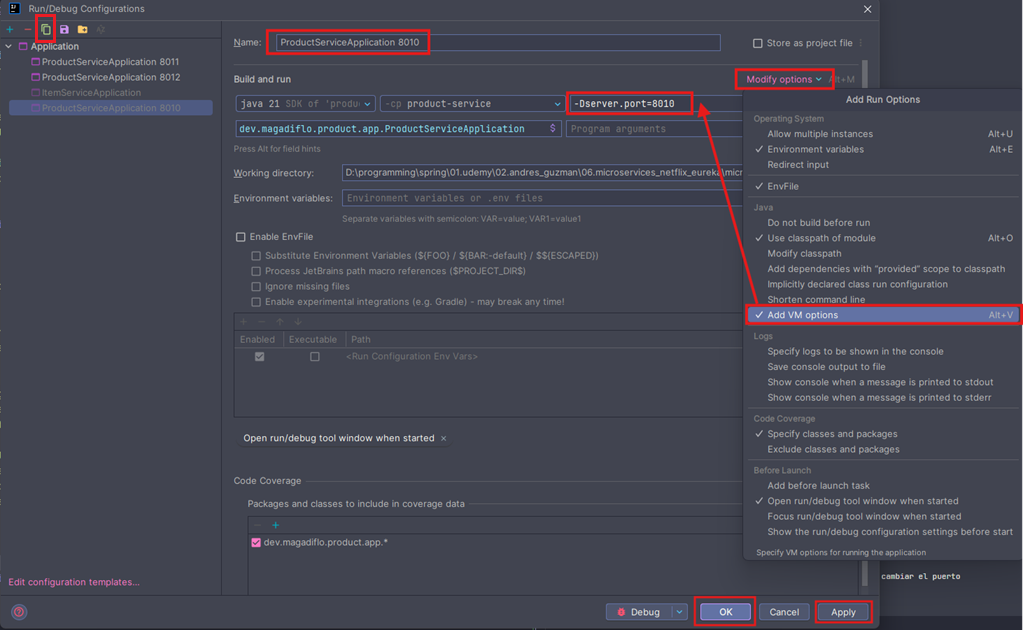 Run/Debug Configurations
Application
ProductServiceApplication 8011
ProductServiceApplication 8012
ItemServiceApplication
ProductServiceApplication 8010
Edit configuration templates...
Name: ProductServiceApplication 8010
Store as project file
Build and run
Modify options Alt+M
java 21 SDK of 'produc -cp product-service -Dserver.port=8010
dev.magadiflo.product.app.ProductServiceApplication Program arguments
Press Alt for field hints
Working directory: D:\programming\spring\01.udemy\02.andres_guzman\06.microservices_netflix_eureka\micr
Environment variables: Environment variables or .env files
Separate variables with semicolon: VAR=value; VAR1=value1
Enable EnvFile
Substitute Environment Variables (${FOO} / ${BAR:-default} / $${ESCAPED})
Process JetBrains path macro references ($PROJECT_DIR$)
Ignore missing files
Enable experimental integrations (e.g. Gradle) - may break any time!
Enabled Executable Path
<Run Configuration Env Vars>
Open run/debug tool window when started
Code Coverage
Packages and classes to include in coverage data
dev.magadiflo.product.app.*
Debug OK Cancel Apply
Add Run Options
Operating System
Allow multiple instances Alt+U
Environment variables Alt+E
Redirect input
EnvFile
Java
Do not build before run
Use classpath of module Alt+O
Modify classpath
Add dependencies with "provided" scope to classpath
Implicitly declared class run configuration
Shorten command line
Add VM options Alt+V
Logs
Specify logs to be shown in the console
Save console output to file
Show console when a message is printed to stdout
Show console when a message is printed to stderr
Code Coverage
Specify classes and packages
Exclude classes and packages
Before Launch
Add before launch task
Open run/debug tool window when started
Focus run/debug tool window when started
Show the run/debug configuration settings before start
Specify VM options for running the application
cambiar el puerto